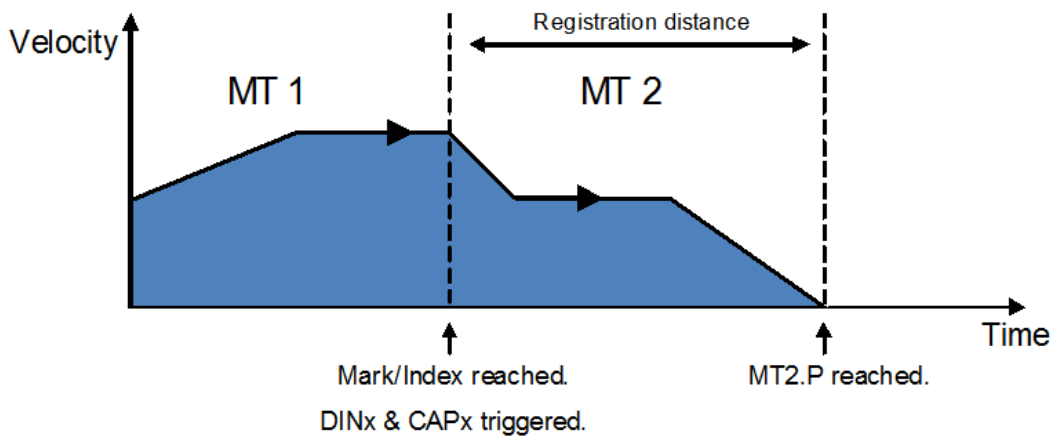 Registration distance
Velocity
MT 1
MT 2
Time
Mark/Index reached.
MT2.P reached.
DINx & CAPx triggered.